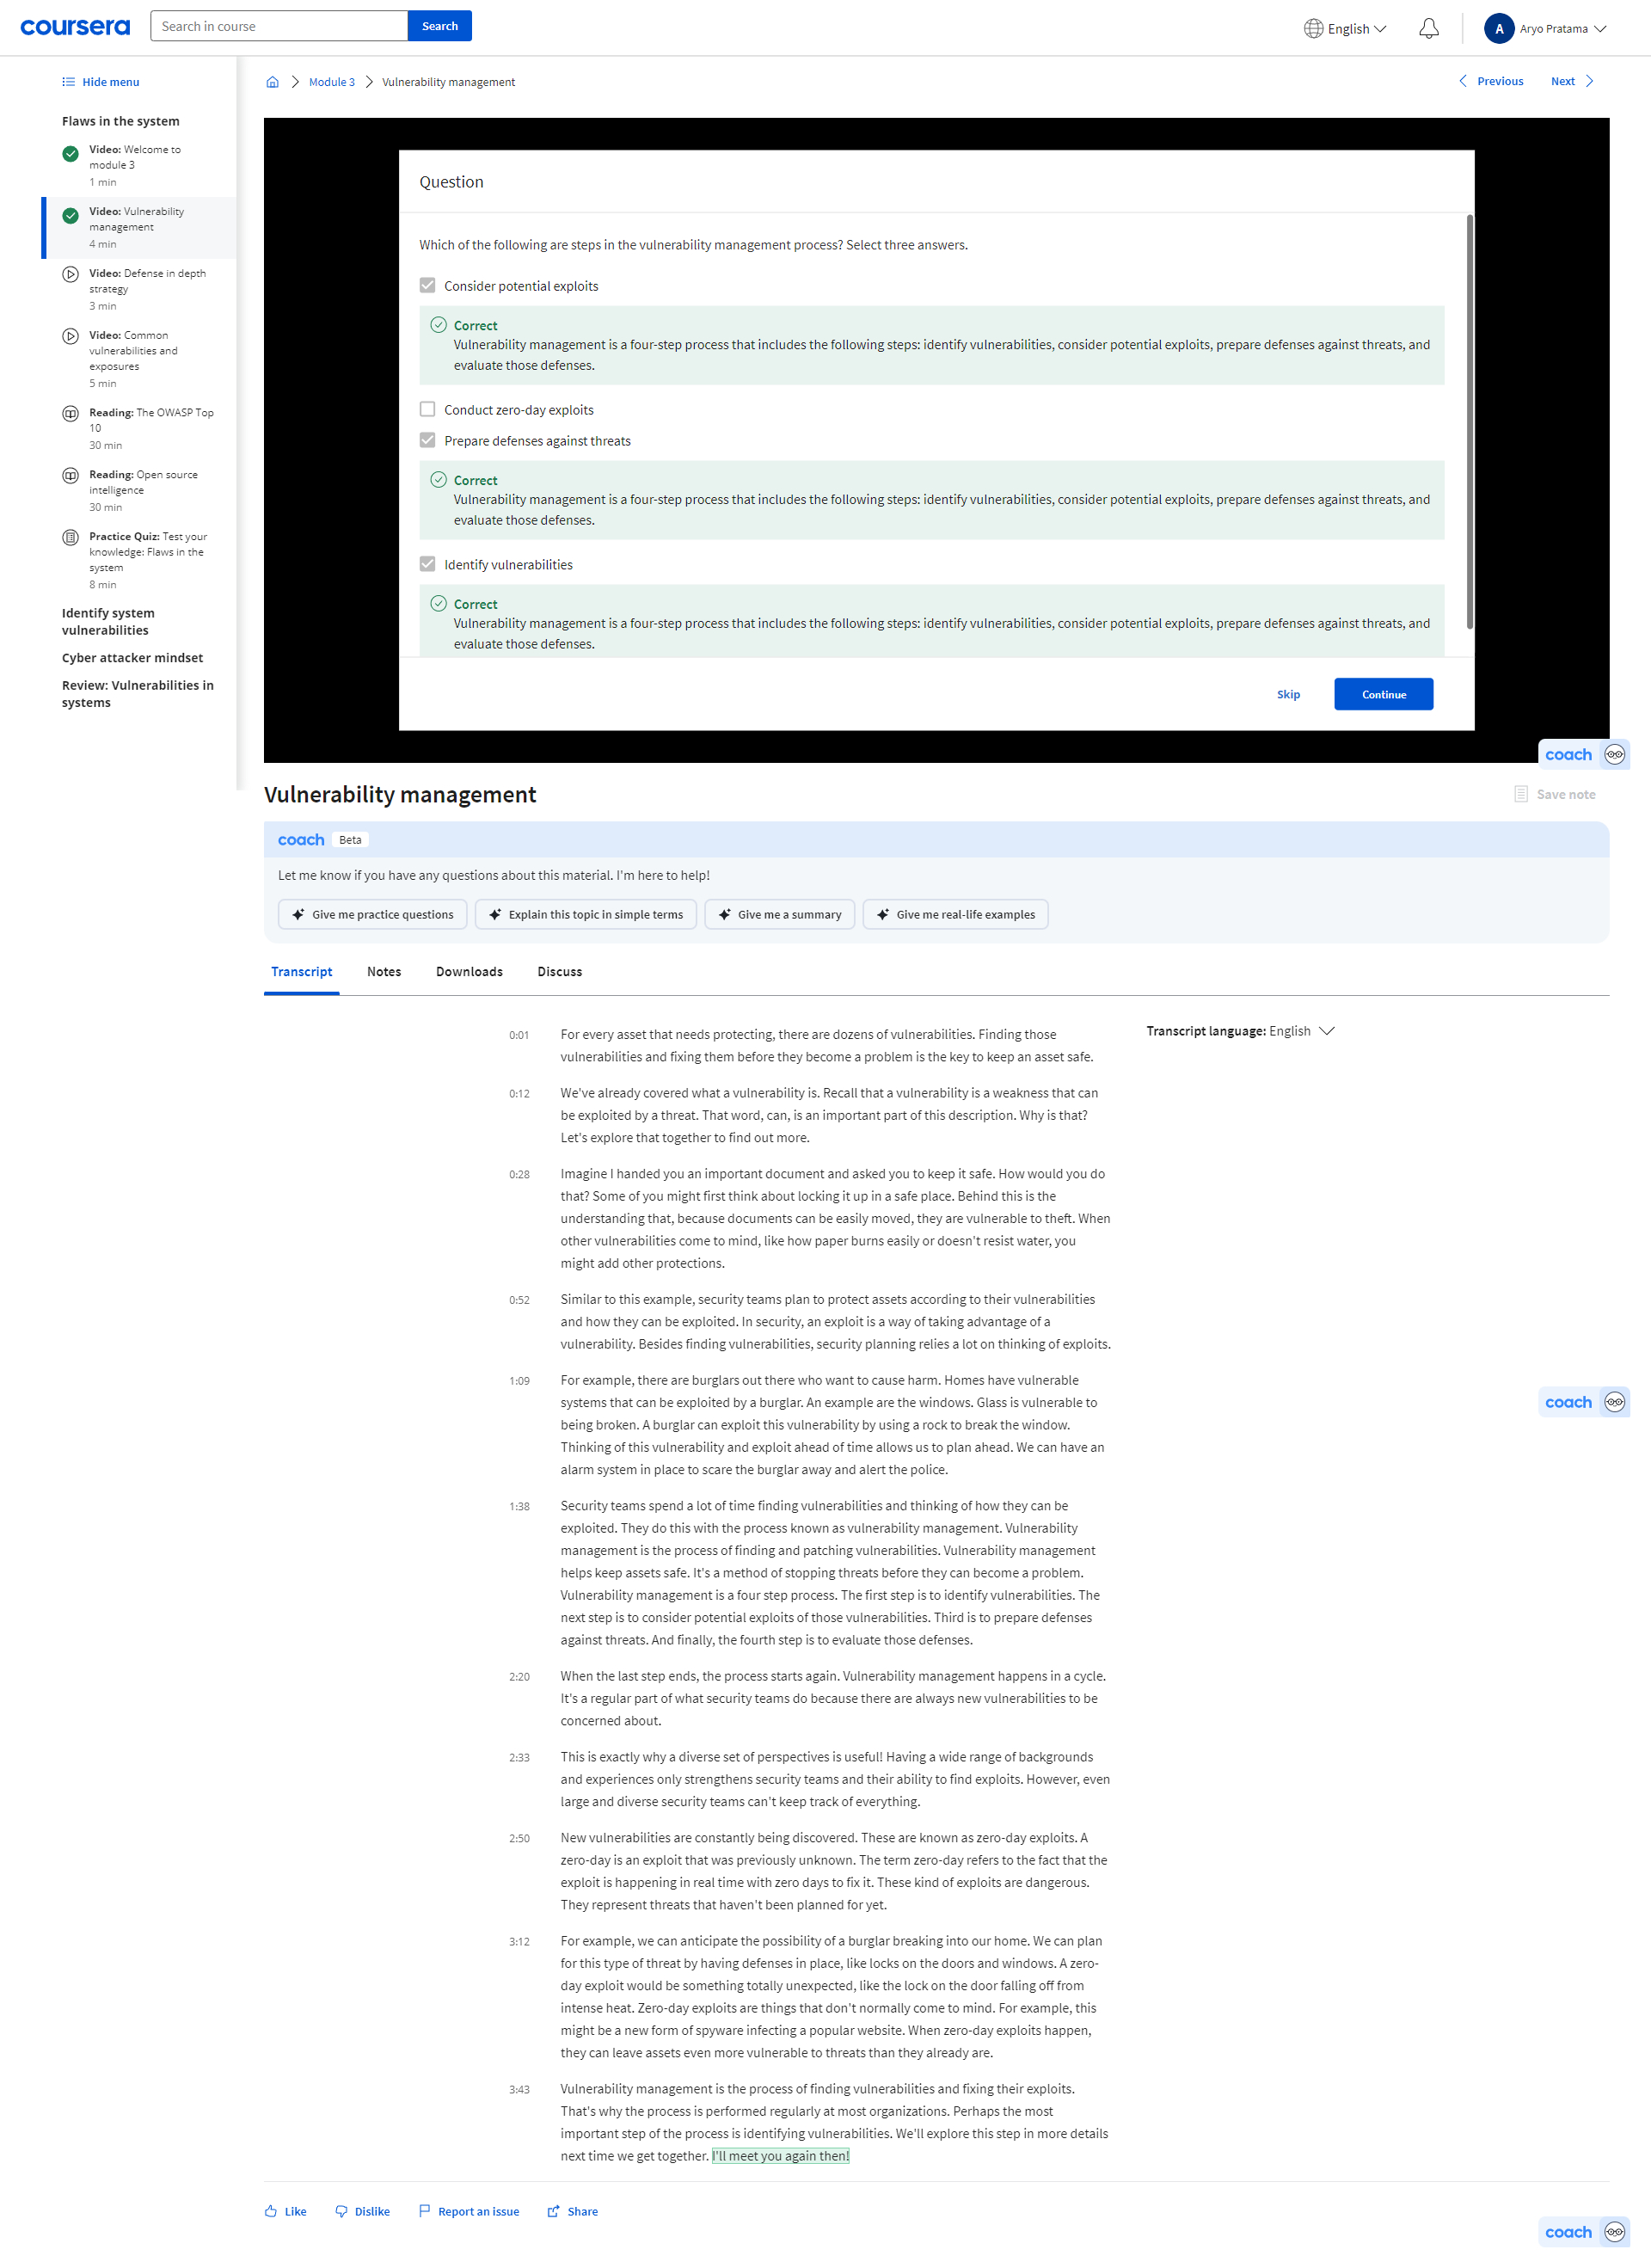 coursera
Search in course
Search
English
A
Aryo Pratama
Hide menu
Module 3
Vulnerability management
Previous
Next
Flaws in the system
Video: Welcome to
module 3
1 min
Video: Vulnerability
management
4 min
Video: Defense in depth
strategy
3 min
Video: Common
vulnerabilities and
exposures
5 min
Reading: The OWASP Top
10
30 min
Reading: Open source
intelligence
30 min
Practice Quiz: Test your
knowledge: Flaws in the
system
8 min
Identify system
vulnerabilities
Cyber attacker mindset
Review: Vulnerabilities in
systems
Question
Which of the following are steps in the vulnerability management process? Select three answers.
Consider potential exploits
Correct
Vulnerability management is a four-step process that includes the following steps: identify vulnerabilities, consider potential exploits, prepare defenses against threats, and
evaluate those defenses.
Conduct zero-day exploits
Prepare defenses against threats
Correct
Vulnerability management is a four-step process that includes the following steps: identify vulnerabilities, consider potential exploits, prepare defenses against threats, and
evaluate those defenses.
Identify vulnerabilities
Correct
Vulnerability management is a four-step process that includes the following steps: identify vulnerabilities, consider potential exploits, prepare defenses against threats, and
evaluate those defenses.
Skip
Continue
coach
Vulnerability management
Save note
coach
Beta
Let me know if you have any questions about this material. I'm here to help!
Give me practice questions
Explain this topic in simple terms
Give me a summary
Give me real-life examples
Transcript
Notes
Downloads
Discuss
Transcript language: English
0:01
For every asset that needs protecting, there are dozens of vulnerabilities. Finding those
vulnerabilities and fixing them before they become a problem is the key to keep an asset safe.
0:12
We've already covered what a vulnerability is. Recall that a vulnerability is a weakness that can
be exploited by a threat. That word, can, is an important part of this description. Why is that?
Let's explore that together to find out more.
0:28
Imagine I handed you an important document and asked you to keep it safe. How would you do
that? Some of you might first think about locking it up in a safe place. Behind this is the
understanding that, because documents can be easily moved, they are vulnerable to theft. When
other vulnerabilities come to mind, like how paper burns easily or doesn't resist water, you
might add other protections.
0:52
Similar to this example, security teams plan to protect assets according to their vulnerabilities
and how they can be exploited. In security, an exploit is a way of taking advantage of a
vulnerability. Besides finding vulnerabilities, security planning relies a lot on thinking of exploits.
1:09
For example, there are burglars out there who want to cause harm. Homes have vulnerable
systems that can be exploited by a burglar. An example are the windows. Glass is vulnerable to
being broken. A burglar can exploit this vulnerability by using a rock to break the window.
Thinking of this vulnerability and exploit ahead of time allows us to plan ahead. We can have an
alarm system in place to scare the burglar away and alert the police.
coach
1:38
Security teams spend a lot of time finding vulnerabilities and thinking of how they can be
exploited. They do this with the process known as vulnerability management. Vulnerability
management is the process of finding and patching vulnerabilities. Vulnerability management
helps keep assets safe. It's a method of stopping threats before they can become a problem.
Vulnerability management is a four step process. The first step is to identify vulnerabilities. The
next step is to consider potential exploits of those vulnerabilities. Third is to prepare defenses
against threats. And finally, the fourth step is to evaluate those defenses.
2:20
When the last step ends, the process starts again. Vulnerability management happens in a cycle.
It's a regular part of what security teams do because there are always new vulnerabilities to be
concerned about.
2:33
This is exactly why a diverse set of perspectives is useful! Having a wide range of backgrounds
and experiences only strengthens security teams and their ability to find exploits. However, even
large and diverse security teams can't keep track of everything.
2:50
New vulnerabilities are constantly being discovered. These are known as zero-day exploits. A
zero-day is an exploit that was previously unknown. The term zero-day refers to the fact that the
exploit is happening in real time with zero days to fix it. These kind of exploits are dangerous.
They represent threats that haven't been planned for yet.
3:12
For example, we can anticipate the possibility of a burglar breaking into our home. We can plan
for this type of threat by having defenses in place, like locks on the doors and windows. A zero-
day exploit would be something totally unexpected, like the lock on the door falling off from
intense heat. Zero-day exploits are things that don't normally come to mind. For example, this
might be a new form of spyware infecting a popular website. When zero-day exploits happen,
they can leave assets even more vulnerable to threats than they already are.
3:43
Vulnerability management is the process of finding vulnerabilities and fixing their exploits.
That's why the process is performed regularly at most organizations. Perhaps the most
important step of the process is identifying vulnerabilities. We'll explore this step in more details
next time we get together. I'll meet you again then!
Like
Dislike
Report an issue
Share
coach